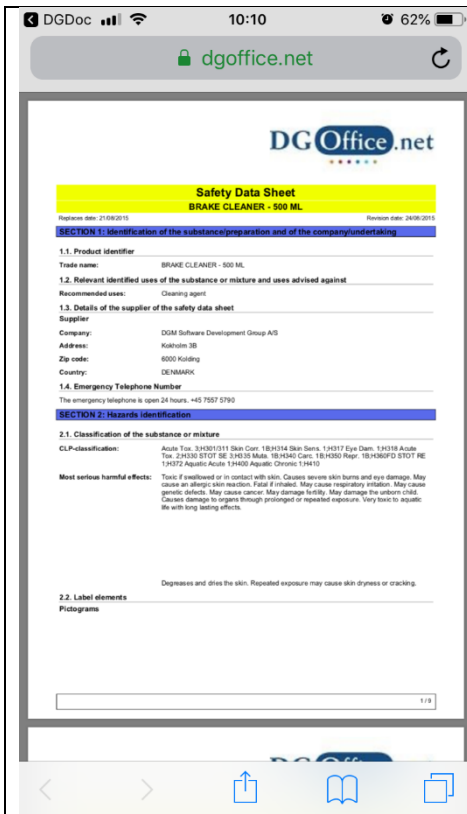 DGDoc 10:10 62%
dgoffice.net
DGOffice.net
Safety Data Sheet
BRAKE CLEANER - 500 ML
Replaces date: 21/08/2015 Revision date: 24/06/2015
SECTION 1: Identification of the substance/preparation and of the company/undertaking
1.1. Product identifier
Trade name: BRAKE CLEANER - 500 ML
1.2. Relevant identified uses of the substance or mixture and uses advised against
Recommended uses: Cleaning agent
1.3. Details of the supplier of the safety data sheet
Supplier
Company: DGM Software Development Group A/S
Address: Kokholm 3B
Zip code: 6000 Kolding
Country: DENMARK
1.4. Emergency Telephone Number
The emergency telephone is open 24 hours. +45 7557 5790
SECTION 2: Hazards identification
2.1. Classification of the substance or mixture
CLP-classification: Acute Tox. 3;H301/311 Skin Corr. 1B;H314 Skin Sens. 1;H317 Eye Dam. 1;H318 Acute
Tox. 2;H330 STOT SE 3;H335 Muta. 1B;H340 Carc. 1B;H350 Repr. 1B;H360FD STOT RE
1;H372 Aquatic Acute 1;H400 Aquatic Chronic 1;H410
Most serious harmful effects: Toxic if swallowed or in contact with skin. Causes severe skin burns and eye damage. May
cause an allergic skin reaction. Fatal if inhaled. May cause respiratory irritation. May cause
genetic defects. May cause cancer. May damage fertility. May damage the unborn child.
Causes damage to organs through prolonged or repeated exposure. Very toxic to aquatic
life with long lasting effects.
Degreases and dries the skin. Repeated exposure may cause skin dryness or cracking.
2.2. Label elements
Pictograms
1/9